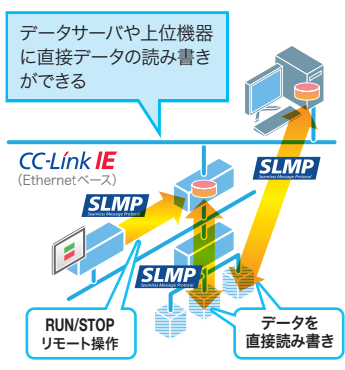 データサーバや上位機器
に直接データの読み書き
ができる
CC-Link IE
(Ethernetベース)
SLMP
Seamless Message Protocol
SLMP
Seamless Message Protocol
SLMP
Seamless Message Protocol
RUN/STOP
リモート操作
データを
直接読み書き